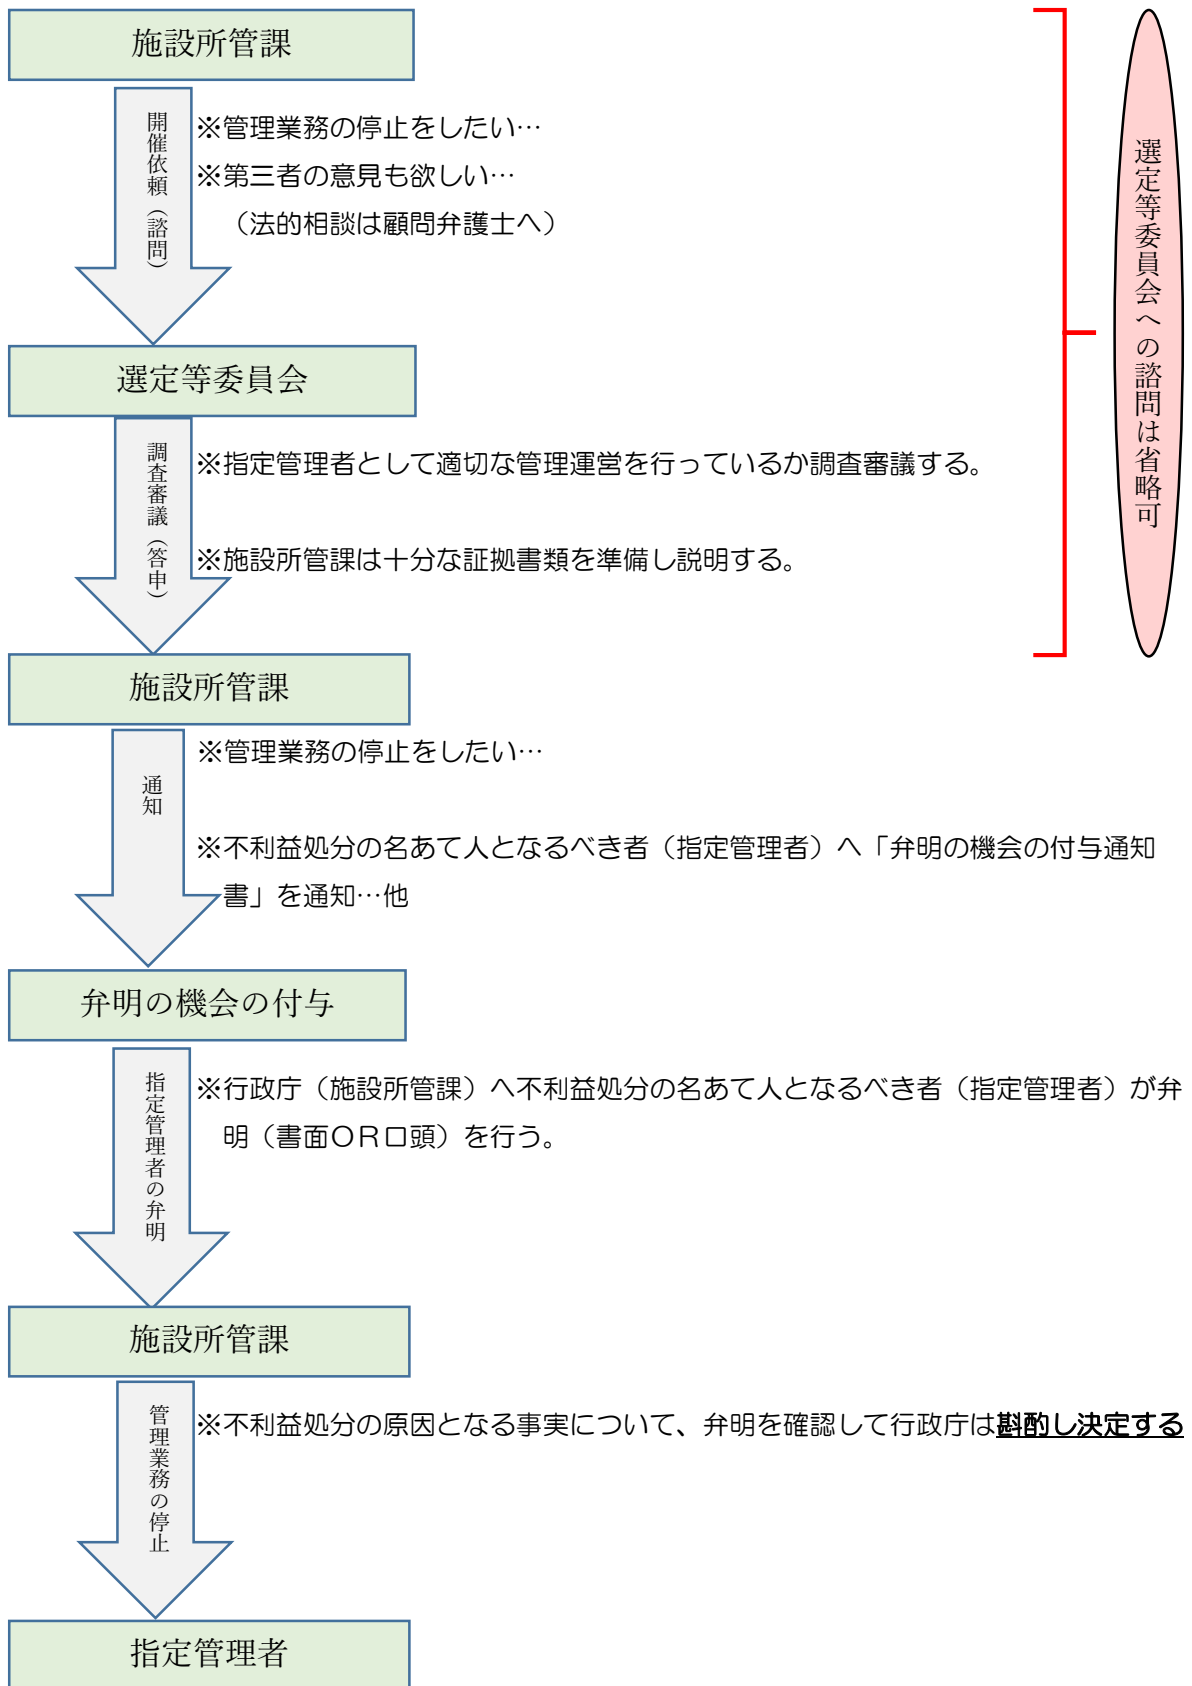 施設所管課
開催依頼（諮問）
※管理業務の停止をしたい…
※第三者の意見も欲しい…
（法的相談は顧問弁護士へ）
選定等委員会
調査審議（答申）
※指定管理者として適切な管理運営を行っているか調査審議する。
※施設所管課は十分な証拠書類を準備し説明する。
選定等委員会への諮問は省略可
施設所管課
通知
※管理業務の停止をしたい…
※不利益処分の名あて人となるべき者（指定管理者）へ「弁明の機会の付与通知
書」を通知…他
弁明の機会の付与
指定管理者の弁明
※行政庁（施設所管課）へ不利益処分の名あて人となるべき者（指定管理者）が弁
明（書面ＯＲ口頭）を行う。
施設所管課
管理業務の停止
※不利益処分の原因となる事実について、弁明を確認して行政庁は斟酌し決定する
指定管理者